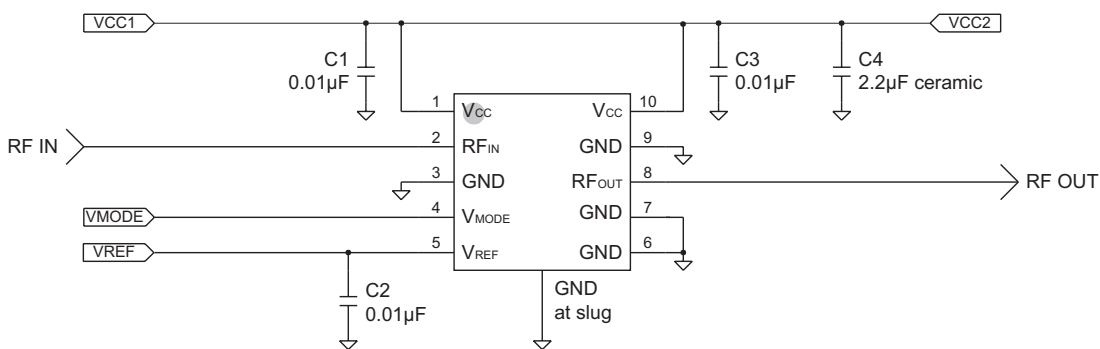 VCC1
VCC2
C1
0.01µF
C3
0.01µF
C4
2.2µF ceramic
1
VCC
VCC
10
RF IN
2
RFIN
GND
9
3
GND
RFOUT
8
RF OUT
VMODE
4
VMODE
GND
7
VREF
5
VREF
GND
6
C2
0.01µF
GND
at slug